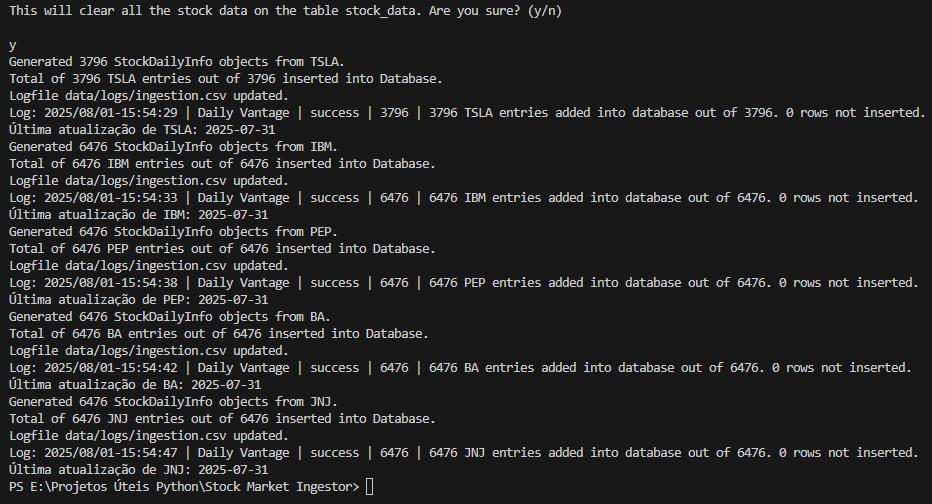 This will clear all the stock data on the table stock_data. Are you sure? (y/n)
y
Generated 3796 StockDailyInfo objects from TSLA.
Total of 3796 TSLA entries out of 3796 inserted into Database.
Logfile data/logs/ingestion.csv updated.
Log: 2025/08/01-15:54:29 | Daily Vantage | success | 3796 | 3796 TSLA entries added into database out of 3796. 0 rows not inserted.
Última atualização de TSLA: 2025-07-31
Generated 6476 StockDailyInfo objects from IBM.
Total of 6476 IBM entries out of 6476 inserted into Database.
Logfile data/logs/ingestion.csv updated.
Log: 2025/08/01-15:54:33 | Daily Vantage | success | 6476 | 6476 IBM entries added into database out of 6476. 0 rows not inserted.
Última atualização de IBM: 2025-07-31
Generated 6476 StockDailyInfo objects from PEP.
Total of 6476 PEP entries out of 6476 inserted into Database.
Logfile data/logs/ingestion.csv updated.
Log: 2025/08/01-15:54:38 | Daily Vantage | success | 6476 | 6476 PEP entries added into database out of 6476. 0 rows not inserted.
Última atualização de PEP: 2025-07-31
Generated 6476 StockDailyInfo objects from BA.
Total of 6476 BA entries out of 6476 inserted into Database.
Logfile data/logs/ingestion.csv updated.
Log: 2025/08/01-15:54:42 | Daily Vantage | success | 6476 | 6476 BA entries added into database out of 6476. 0 rows not inserted.
Última atualização de BA: 2025-07-31
Generated 6476 StockDailyInfo objects from JNJ.
Total of 6476 JNJ entries out of 6476 inserted into Database.
Logfile data/logs/ingestion.csv updated.
Log: 2025/08/01-15:54:47 | Daily Vantage | success | 6476 | 6476 JNJ entries added into database out of 6476. 0 rows not inserted.
Última atualização de JNJ: 2025-07-31
PS E:\Projetos Úteis Python\Stock Market Ingestor>